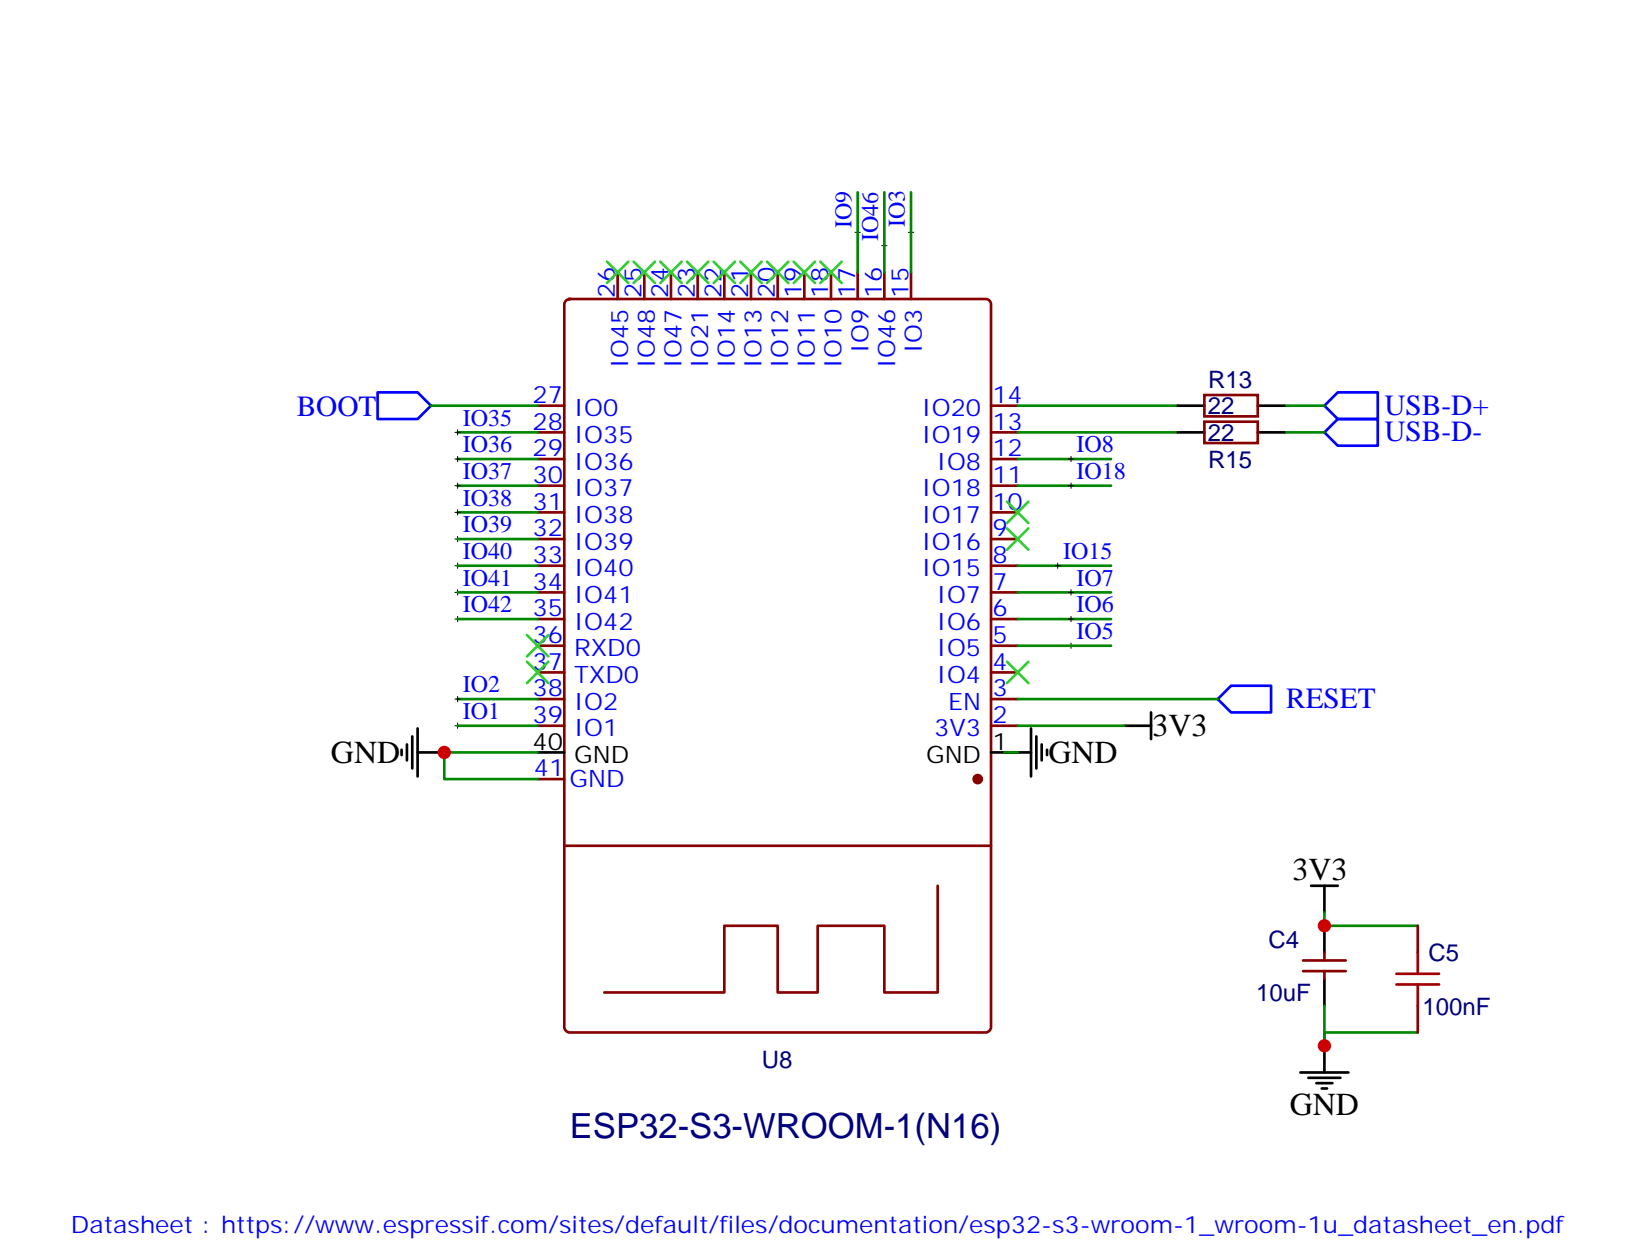 IO9
IO46
IO3
26
25
24
23
22
21
20
19
18
17
16
15
IO45
IO48
IO47
IO21
IO14
IO13
IO12
IO11
IO10
IO9
IO46
IO3
BOOT 27 IO0
IO35 28 IO35
IO36 29 IO36
IO37 30 IO37
IO38 31 IO38
IO39 32 IO39
IO40 33 IO40
IO41 34 IO41
IO42 35 IO42
36 RXD0
37 TXD0
IO2 38 IO2
IO1 39 IO1
GND 40 GND
41 GND
R13
IO20 14 22 USB-D+
IO19 13 22 USB-D-
R15
IO8 12 IO8
IO18 11 IO18
IO17 10
IO16 9
IO15 8 IO15
IO7 7 IO7
IO6 6 IO6
IO5 5 IO5
IO4 4
EN 3 RESET
3V3 2 3V3
GND 1 GND
3V3
C4
C5
10uF
100nF
GND
U8
ESP32-S3-WROOM-1(N16)
Datasheet : https://www.espressif.com/sites/default/files/documentation/esp32-s3-wroom-1_wroom-1u_datasheet_en.pdf